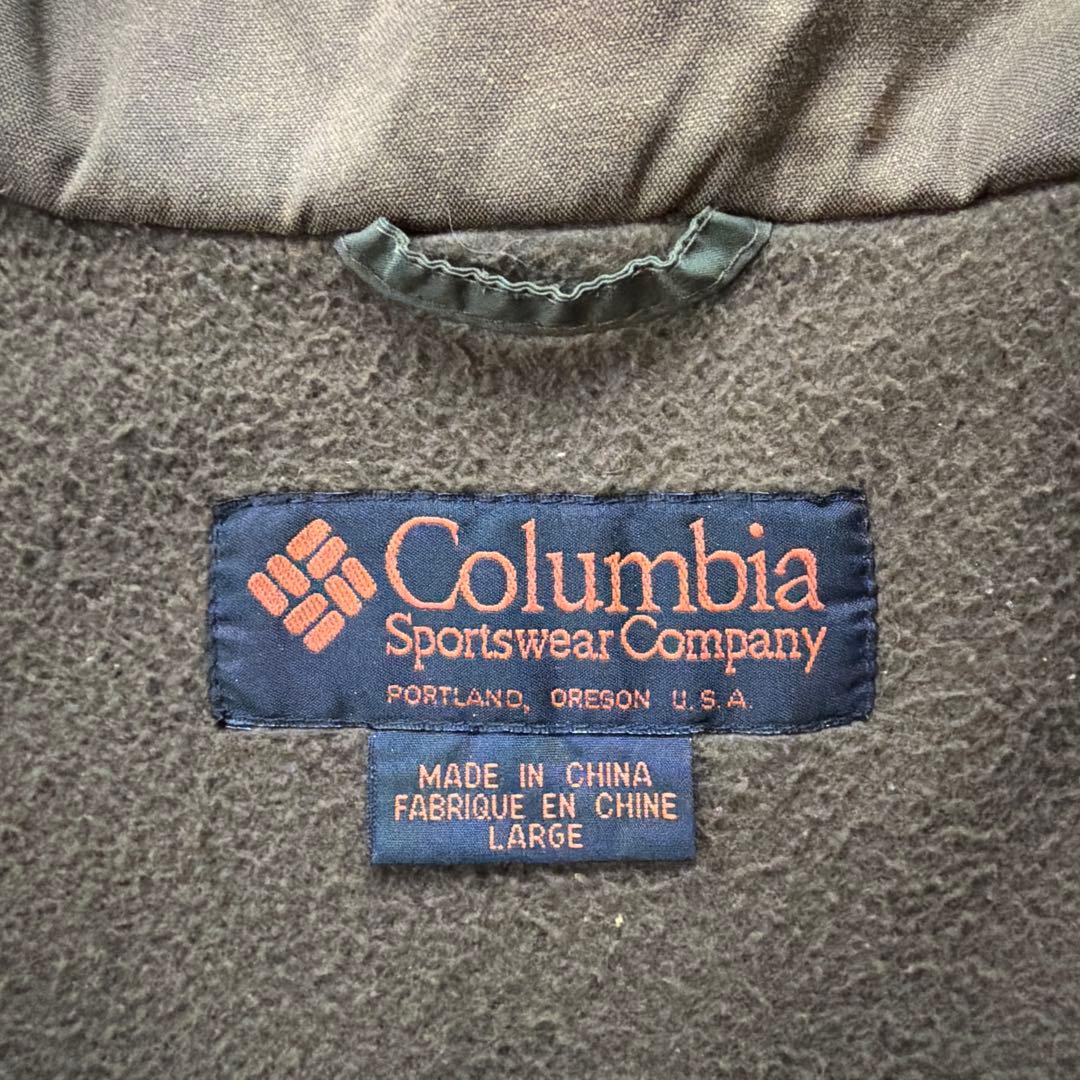 Columbia
Sportswear Company
PORTLAND, OREGON U.S.A.
MADE IN CHINA
FABRIQUE EN CHINE
LARGE